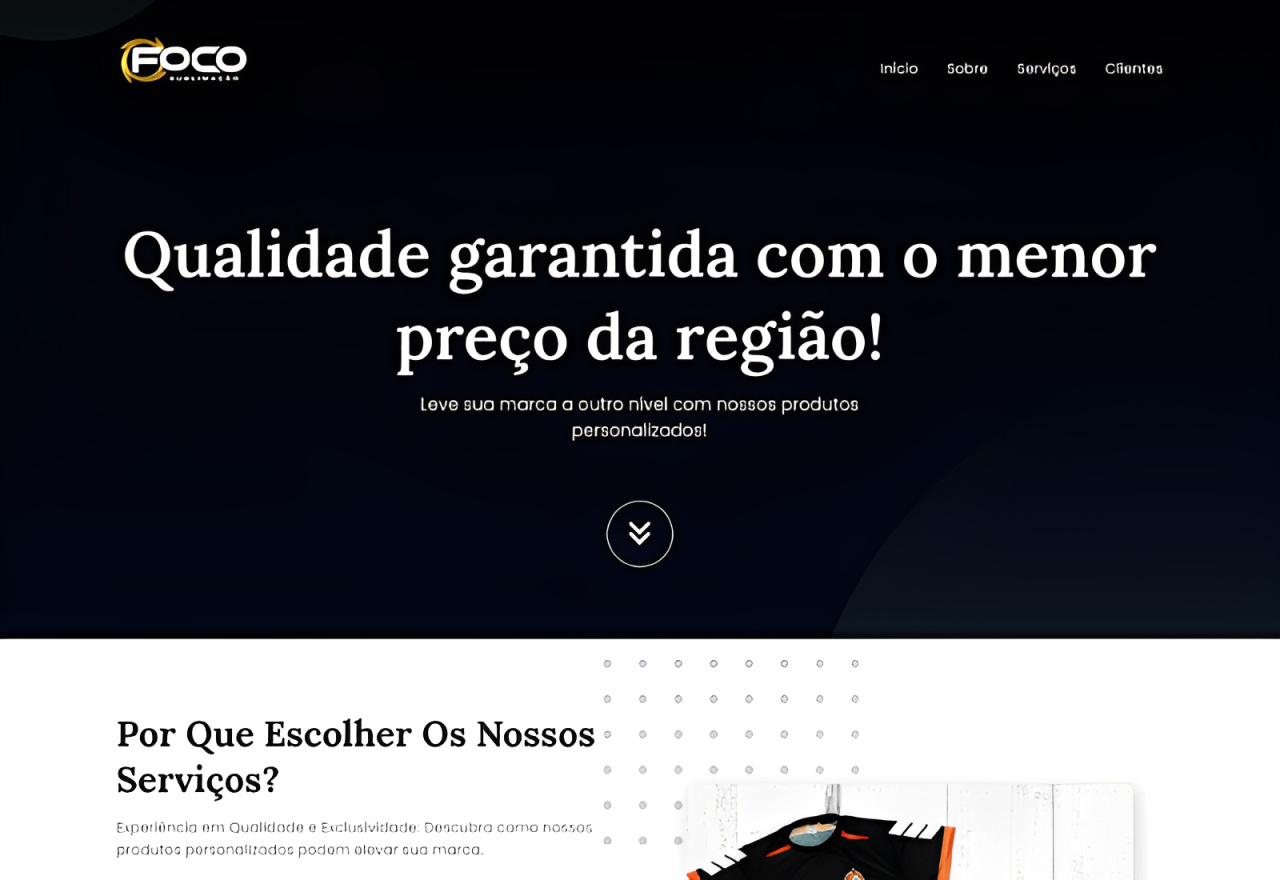 FOCO
SUBLIMAÇÃO
Início Sobre Serviços Clientes
Qualidade garantida com o menor
preço da região!
Leve sua marca a outro nível com nossos produtos
personalizados!
Por Que Escolher Os Nossos
Serviços?
Experiência em Qualidade e Exclusividade: Descubra como nossos
produtos personalizados podem elevar sua marca.